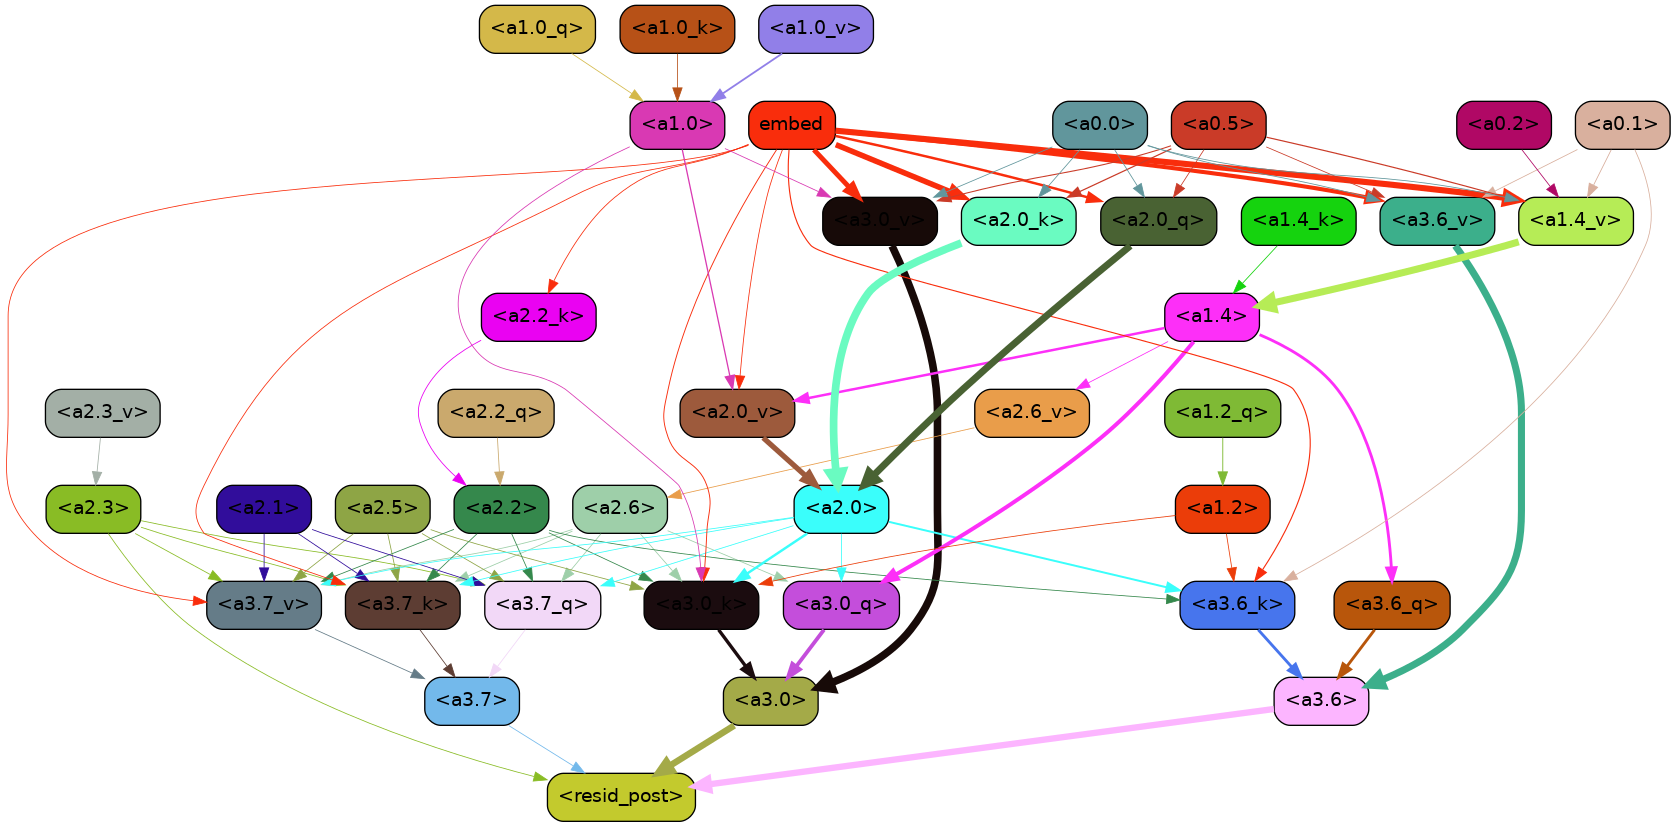 <a1.0_q>
<a1.0_k>
<a1.0_v>
<a1.0>
embed
<a0.0>
<a0.5>
<a0.2>
<a0.1>
<a3.0_v>
<a2.0_k>
<a2.0_q>
<a1.4_k>
<a3.6_v>
<a1.4_v>
<a2.2_k>
<a1.4>
<a2.3_v>
<a2.2_q>
<a2.0_v>
<a2.6_v>
<a1.2_q>
<a2.3>
<a2.1>
<a2.5>
<a2.2>
<a2.6>
<a2.0>
<a1.2>
<a3.7_v>
<a3.7_k>
<a3.7_q>
<a3.0_k>
<a3.0_q>
<a3.6_k>
<a3.6_q>
<a3.7>
<a3.0>
<a3.6>
<resid_post>